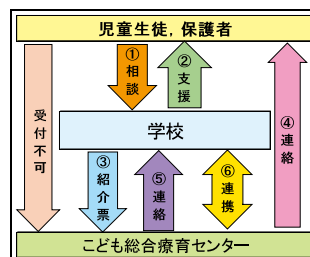 児童生徒，保護者
①相談
②支援
受付不可
④連絡
学校
③紹介票
⑤連絡
⑥連携
こども総合療育センター